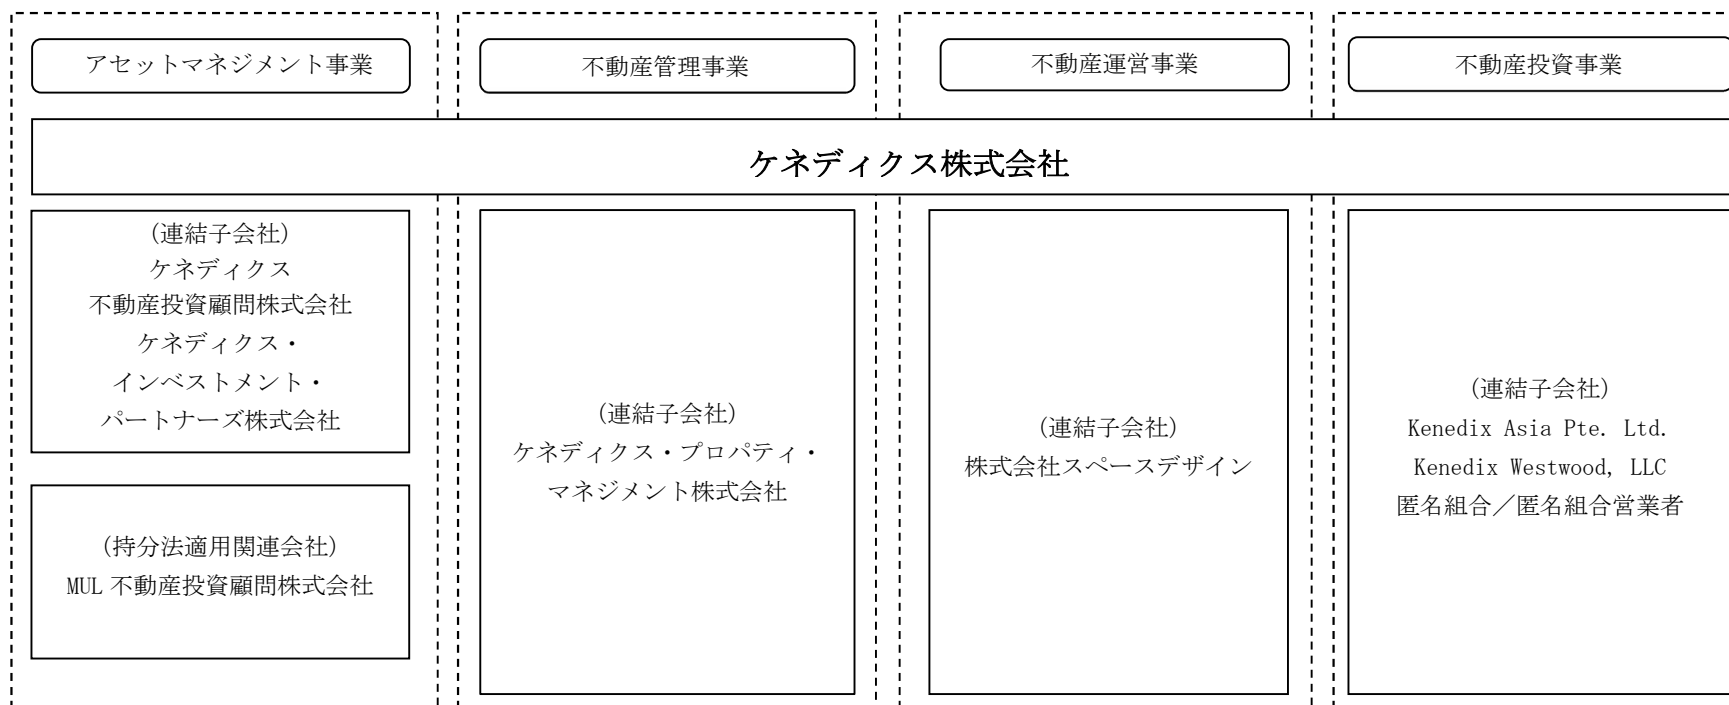 アセットマネジメント事業
不動産管理事業
不動産運営事業
不動産投資事業
ケネディクス株式会社
(連結子会社)
ケネディクス
不動産投資顧問株式会社
ケネディクス・
インベストメント・
パートナーズ株式会社
(持分法適用関連会社)
MUL 不動産投資顧問株式会社
(連結子会社)
ケネディクス・プロパティ・
マネジメント株式会社
(連結子会社)
株式会社スペースデザイン
(連結子会社)
Kenedix Asia Pte. Ltd.
Kenedix Westwood, LLC
匿名組合／匿名組合営業者